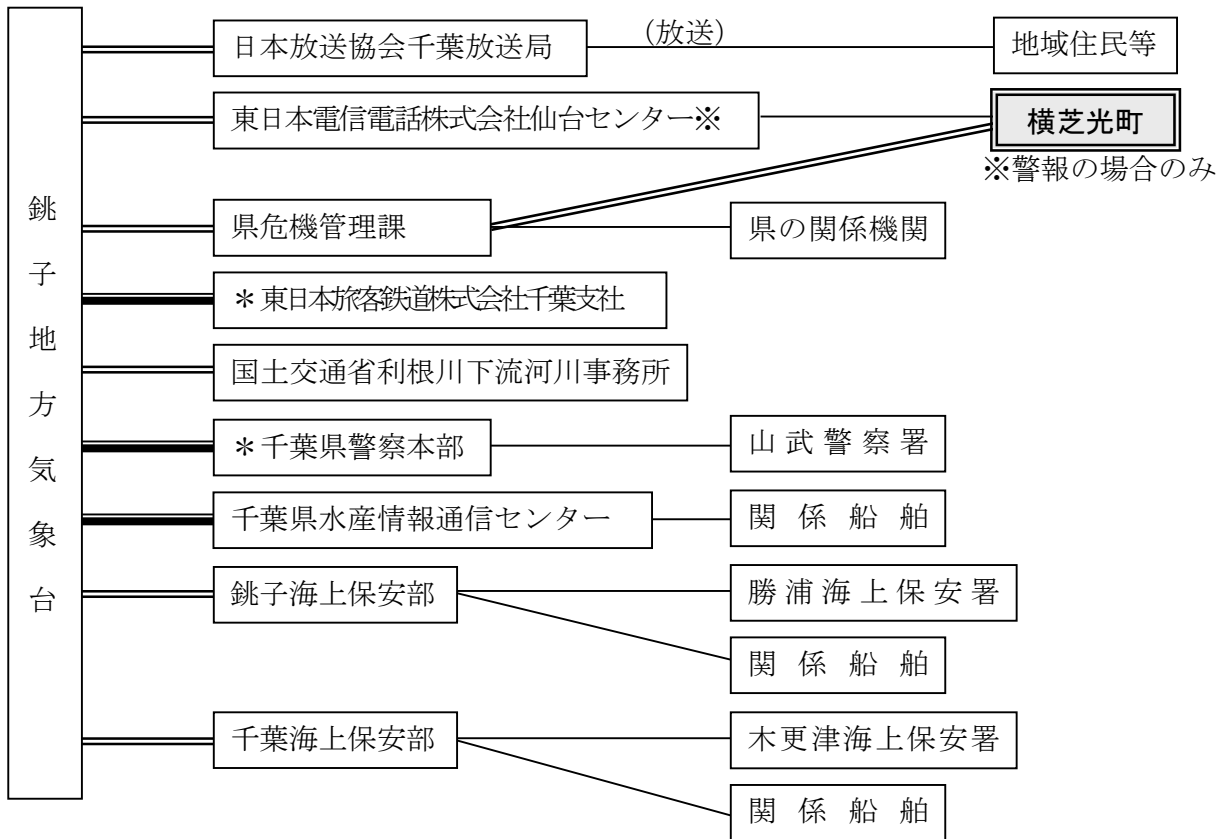 銚子地方気象台
日本放送協会千葉放送局
(放送)
地域住民等
東日本電信電話株式会社仙台センター※
横芝光町
※警報の場合のみ
県危機管理課
県の関係機関
＊東日本旅客鉄道株式会社千葉支社
国土交通省利根川下流河川事務所
＊千葉県警察本部
山武警察署
千葉県水産情報通信センター
関係船舶
銚子海上保安部
勝浦海上保安署
関係船舶
千葉海上保安部
木更津海上保安署
関係船舶